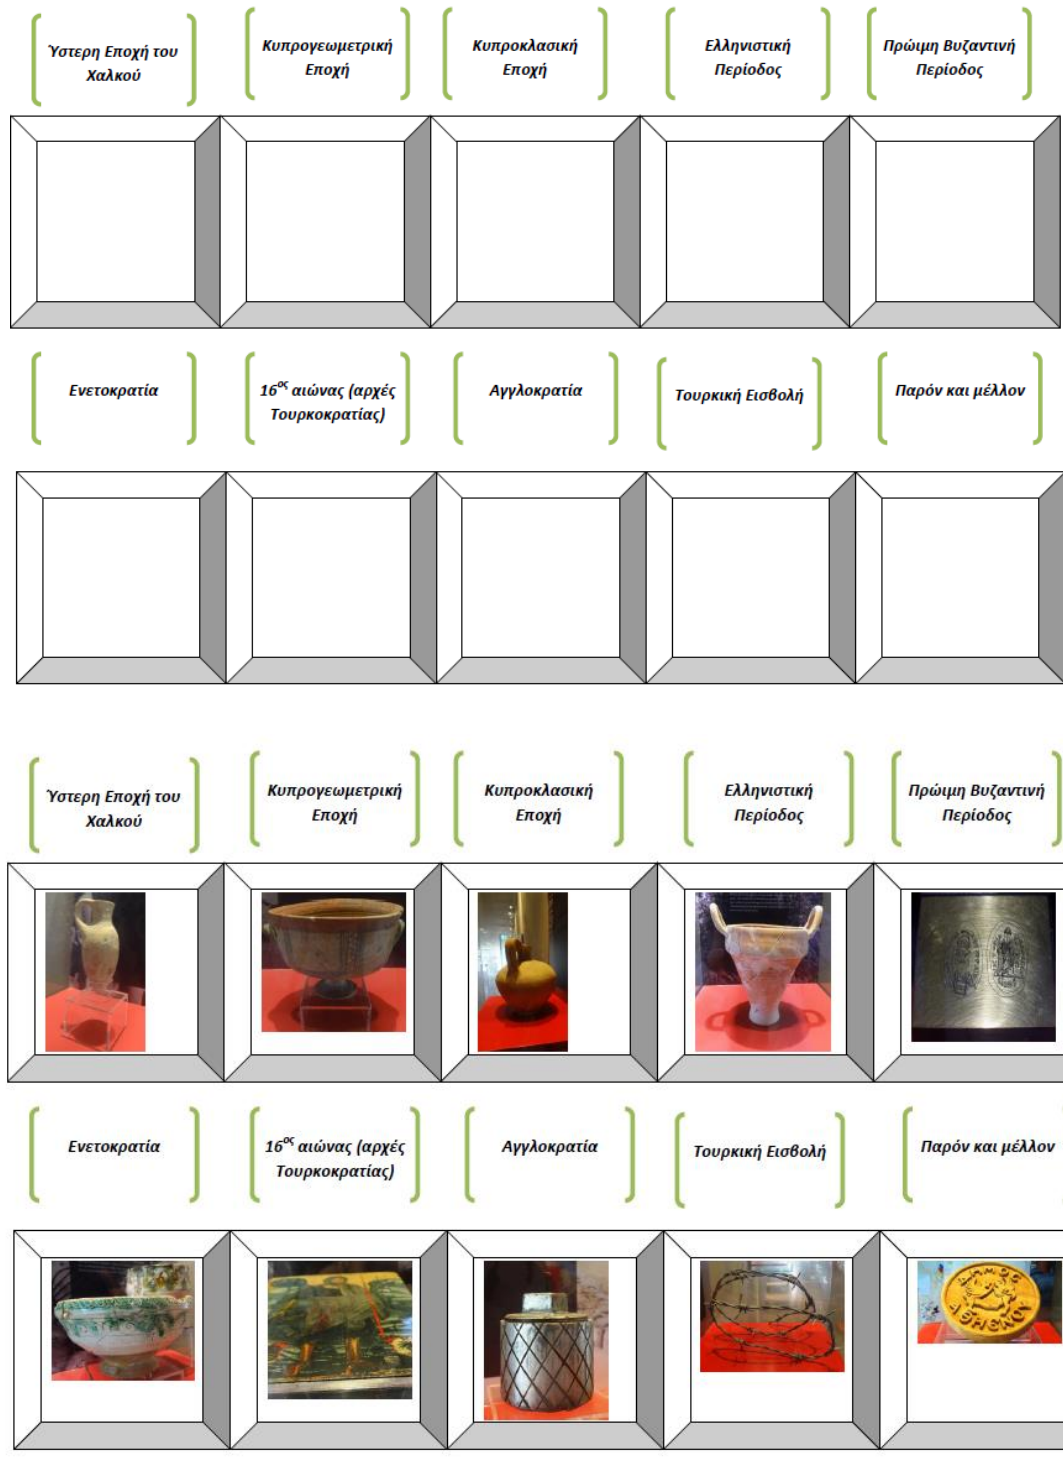 Ύστερη Εποχή του
Χαλκού
Κυπρογεωμετρική
Εποχή
Κυπροκλασική
Εποχή
Ελληνιστική
Περίοδος
Πρώιμη Βυζαντινή
Περίοδος
Ενετοκρατία
16ος αιώνας (αρχές
Τουρκοκρατίας)
Αγγλοκρατία
Τουρκική Εισβολή
Παρόν και μέλλον
Ύστερη Εποχή του
Χαλκού
Κυπρογεωμετρική
Εποχή
Κυπροκλασική
Εποχή
Ελληνιστική
Περίοδος
Πρώιμη Βυζαντινή
Περίοδος
Ενετοκρατία
16ος αιώνας (αρχές
Τουρκοκρατίας)
Αγγλοκρατία
Τουρκική Εισβολή
Παρόν και μέλλον
ΔΗΜΟΣ
ΑΘΗΕΝΟΥ